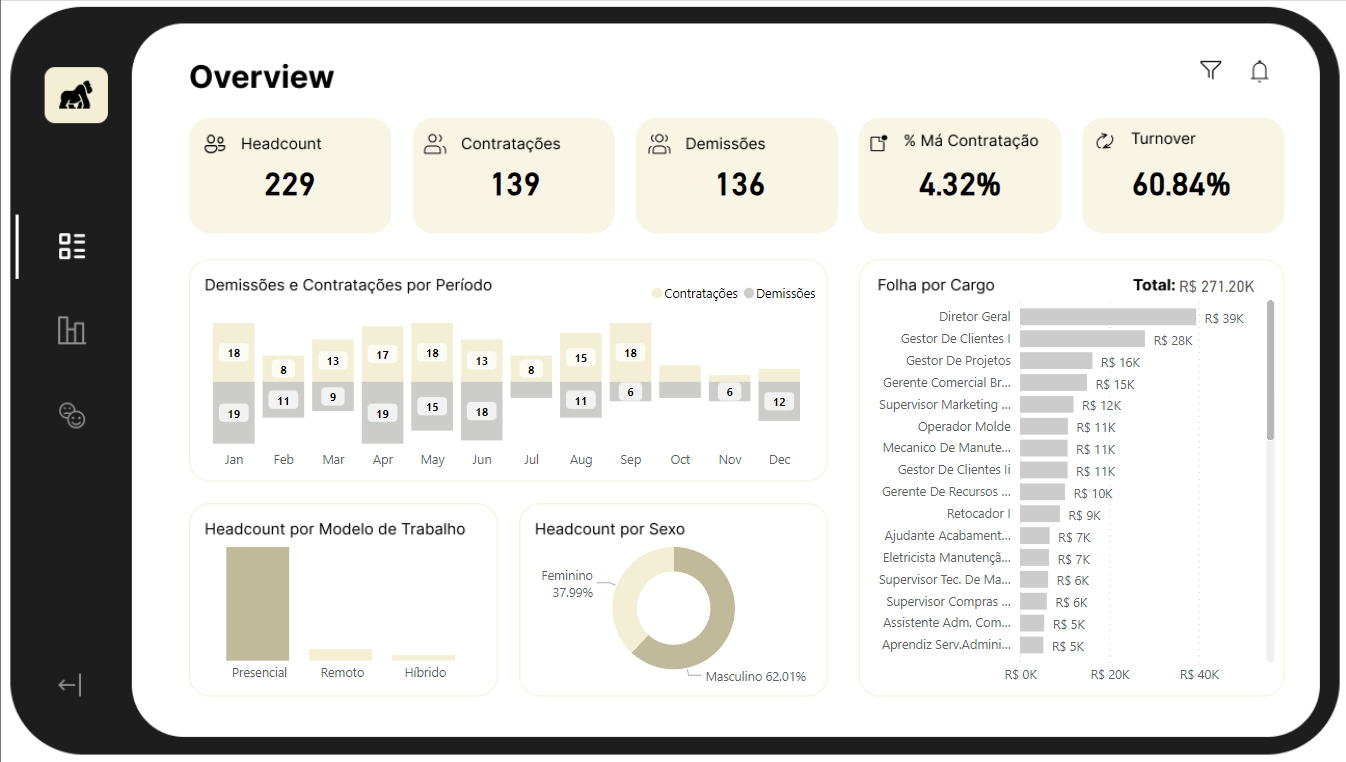 Overview
Headcount
229
Contratações
139
Demissões
136
% Má Contratação
4.32%
Turnover
60.84%
Demissões e Contratações por Período
Contratações Demissões
18 8 13 17 18 13 8 15 18
19 11 9 19 15 18 11 6 6 12
Jan Feb Mar Apr May Jun Jul Aug Sep Oct Nov Dec
Headcount por Modelo de Trabalho
Presencial Remoto Híbrido
Headcount por Sexo
Feminino
37.99%
Masculino 62.01%
Folha por Cargo
Total: R$ 271.20K
Diretor Geral R$ 39K
Gestor De Clientes I R$ 28K
Gestor De Projetos R$ 16K
Gerente Comercial Br... R$ 15K
Supervisor Marketing ... R$ 12K
Operador Molde R$ 11K
Mecanico De Manute... R$ 11K
Gestor De Clientes Ii R$ 11K
Gerente De Recursos ... R$ 10K
Retocador I R$ 9K
Ajudante Acabament... R$ 7K
Eletricista Manutençã... R$ 7K
Supervisor Tec. De Ma... R$ 6K
Supervisor Compras ... R$ 6K
Assistente Adm. Com... R$ 5K
Aprendiz Serv.Admini... R$ 5K
R$ 0K R$ 20K R$ 40K